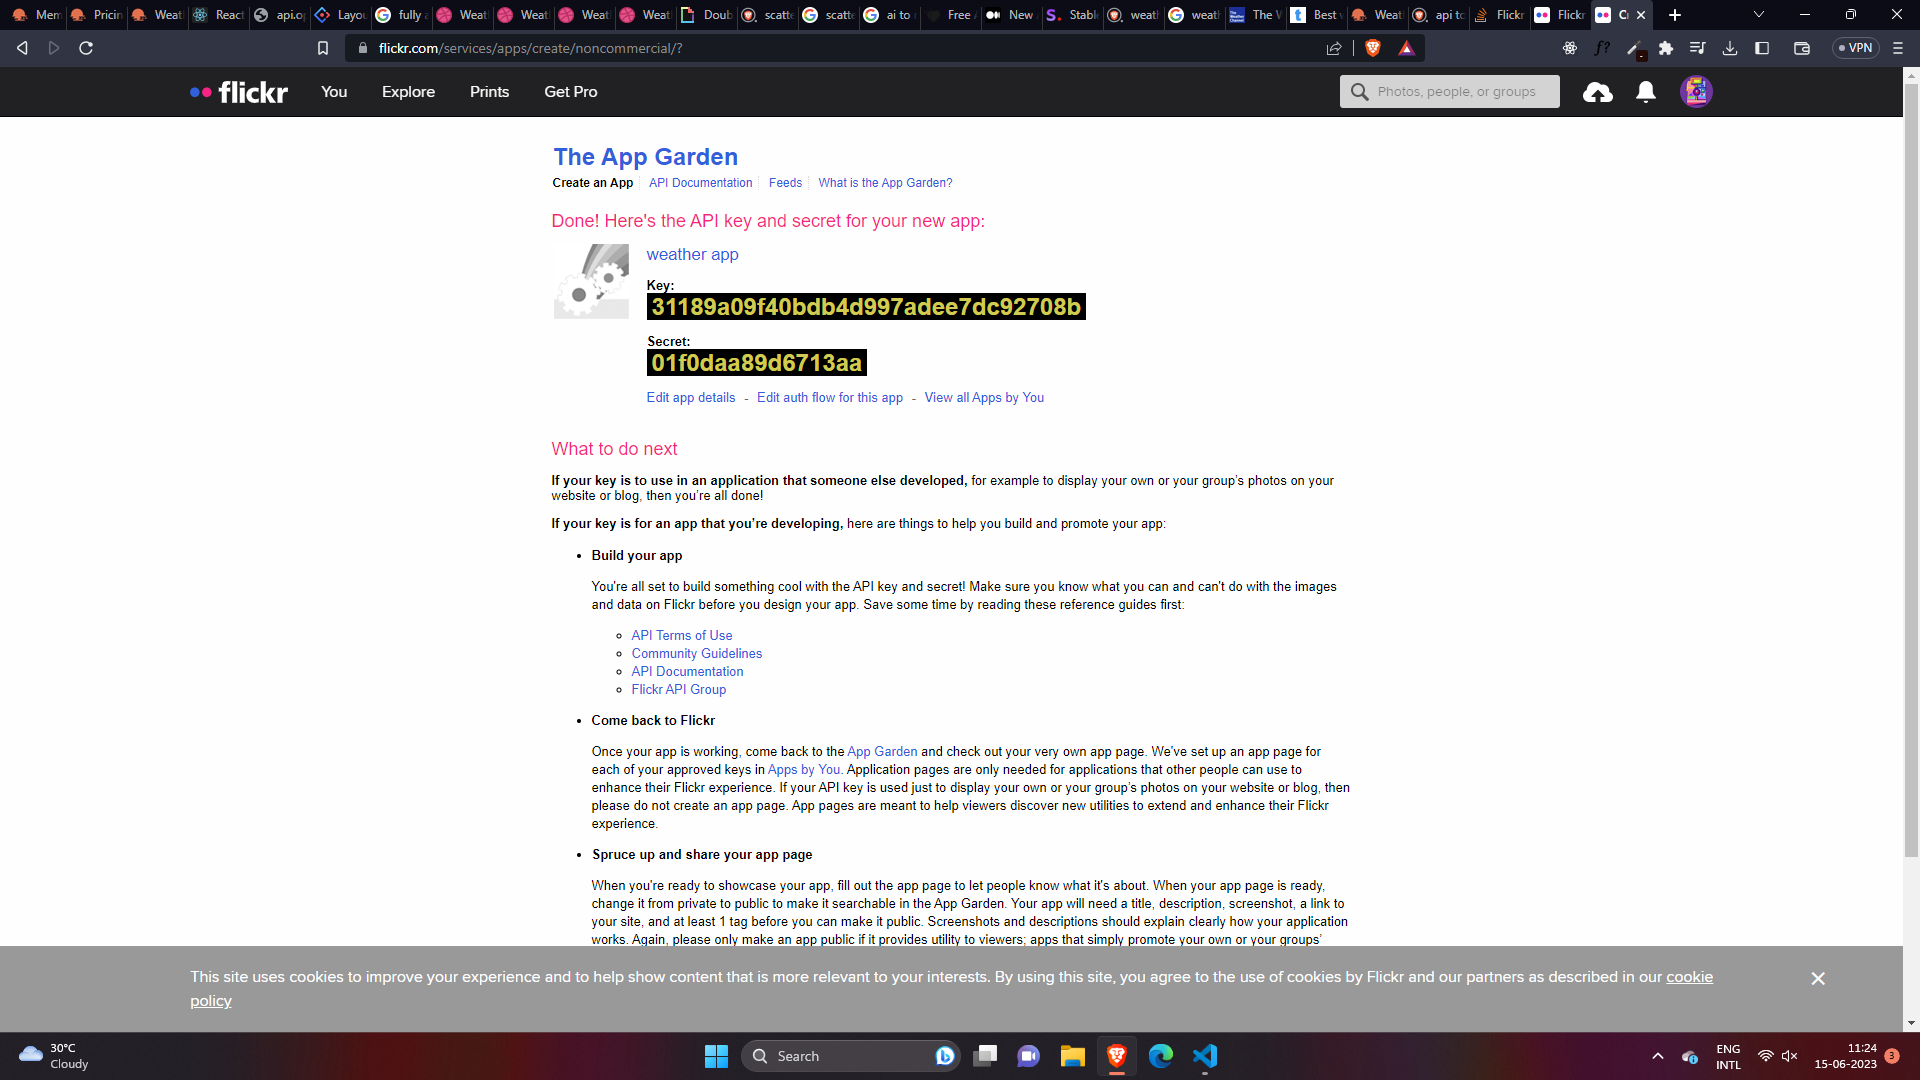 Mem
Pricin
Weat
React
api.op
Layou
fully a
Weat
Weat
Weat
Weat
Doub
scatte
scatte
ai to r
Free A
New
Stable
weath
weath
The W
Best w
Weat
api to
Flickr
Flickr
Cr
flickr.com/services/apps/create/noncommercial/?
VPN
flickr
You
Explore
Prints
Get Pro
Photos, people, or groups
The App Garden
Create an App
API Documentation
Feeds
What is the App Garden?
Done! Here's the API key and secret for your new app:
weather app
Key:
31189a09f40bdb4d997adee7dc92708b
Secret:
01f0daa89d6713aa
Edit app details - Edit auth flow for this app - View all Apps by You
What to do next
If your key is to use in an application that someone else developed, for example to display your own or your group's photos on your
website or blog, then you're all done!
If your key is for an app that you're developing, here are things to help you build and promote your app:
• Build your app
You're all set to build something cool with the API key and secret! Make sure you know what you can and can't do with the images
and data on Flickr before you design your app. Save some time by reading these reference guides first:
API Terms of Use
Community Guidelines
API Documentation
Flickr API Group
• Come back to Flickr
Once your app is working, come back to the App Garden and check out your very own app page. We've set up an app page for
each of your approved keys in Apps by You. Application pages are only needed for applications that other people can use to
enhance their Flickr experience. If your API key is used just to display your own or your group's photos on your website or blog, then
please do not create an app page. App pages are meant to help viewers discover new utilities to extend and enhance their Flickr
experience.
• Spruce up and share your app page
When you're ready to showcase your app, fill out the app page to let people know what it's about. When your app page is ready,
change it from private to public to make it searchable in the App Garden. Your app will need a title, description, screenshot, a link to
your site, and at least 1 tag before you can make it public. Screenshots and descriptions should explain clearly how your application
works. Again, please only make an app public if it provides utility to viewers; apps that simply promote your own or your groups'
This site uses cookies to improve your experience and to help show content that is more relevant to your interests. By using this site, you agree to the use of cookies by Flickr and our partners as described in our cookie
policy
30°C
Cloudy
Search
ENG
INTL
11:24
15-06-2023
3